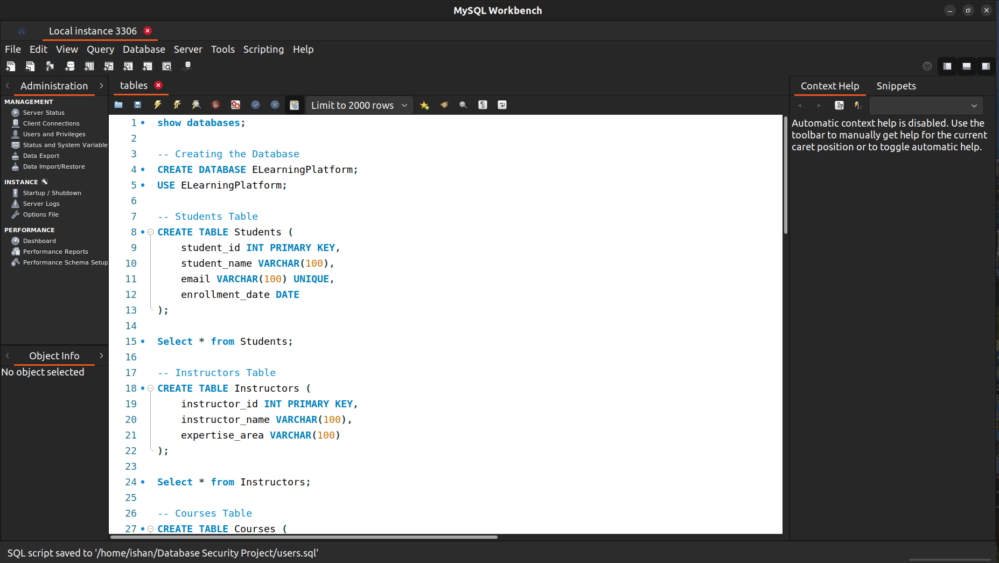 MySQL Workbench
Local instance 3306
File Edit View Query Database Server Tools Scripting Help
Administration
MANAGEMENT
Server Status
Client Connections
Users and Privileges
Status and System Variable
Data Export
Data Import/Restore
INSTANCE
Startup / Shutdown
Server Logs
Options File
PERFORMANCE
Dashboard
Performance Reports
Performance Schema Setup
Object Info
No object selected
tables
Limit to 2000 rows
1 show databases;
2
3 -- Creating the Database
4 CREATE DATABASE ELearningPlatform;
5 USE ELearningPlatform;
6
7 -- Students Table
8 CREATE TABLE Students (
9 student_id INT PRIMARY KEY,
10 student_name VARCHAR(100),
11 email VARCHAR(100) UNIQUE,
12 enrollment_date DATE
13 );
14
15 Select * from Students;
16
17 -- Instructors Table
18 CREATE TABLE Instructors (
19 instructor_id INT PRIMARY KEY,
20 instructor_name VARCHAR(100),
21 expertise_area VARCHAR(100)
22 );
23
24 Select * from Instructors;
25
26 -- Courses Table
27 CREATE TABLE Courses (
Context Help Snippets
Automatic context help is disabled. Use the
toolbar to manually get help for the current
caret position or to toggle automatic help.
SQL script saved to '/home/ishan/Database Security Project/users.sql'